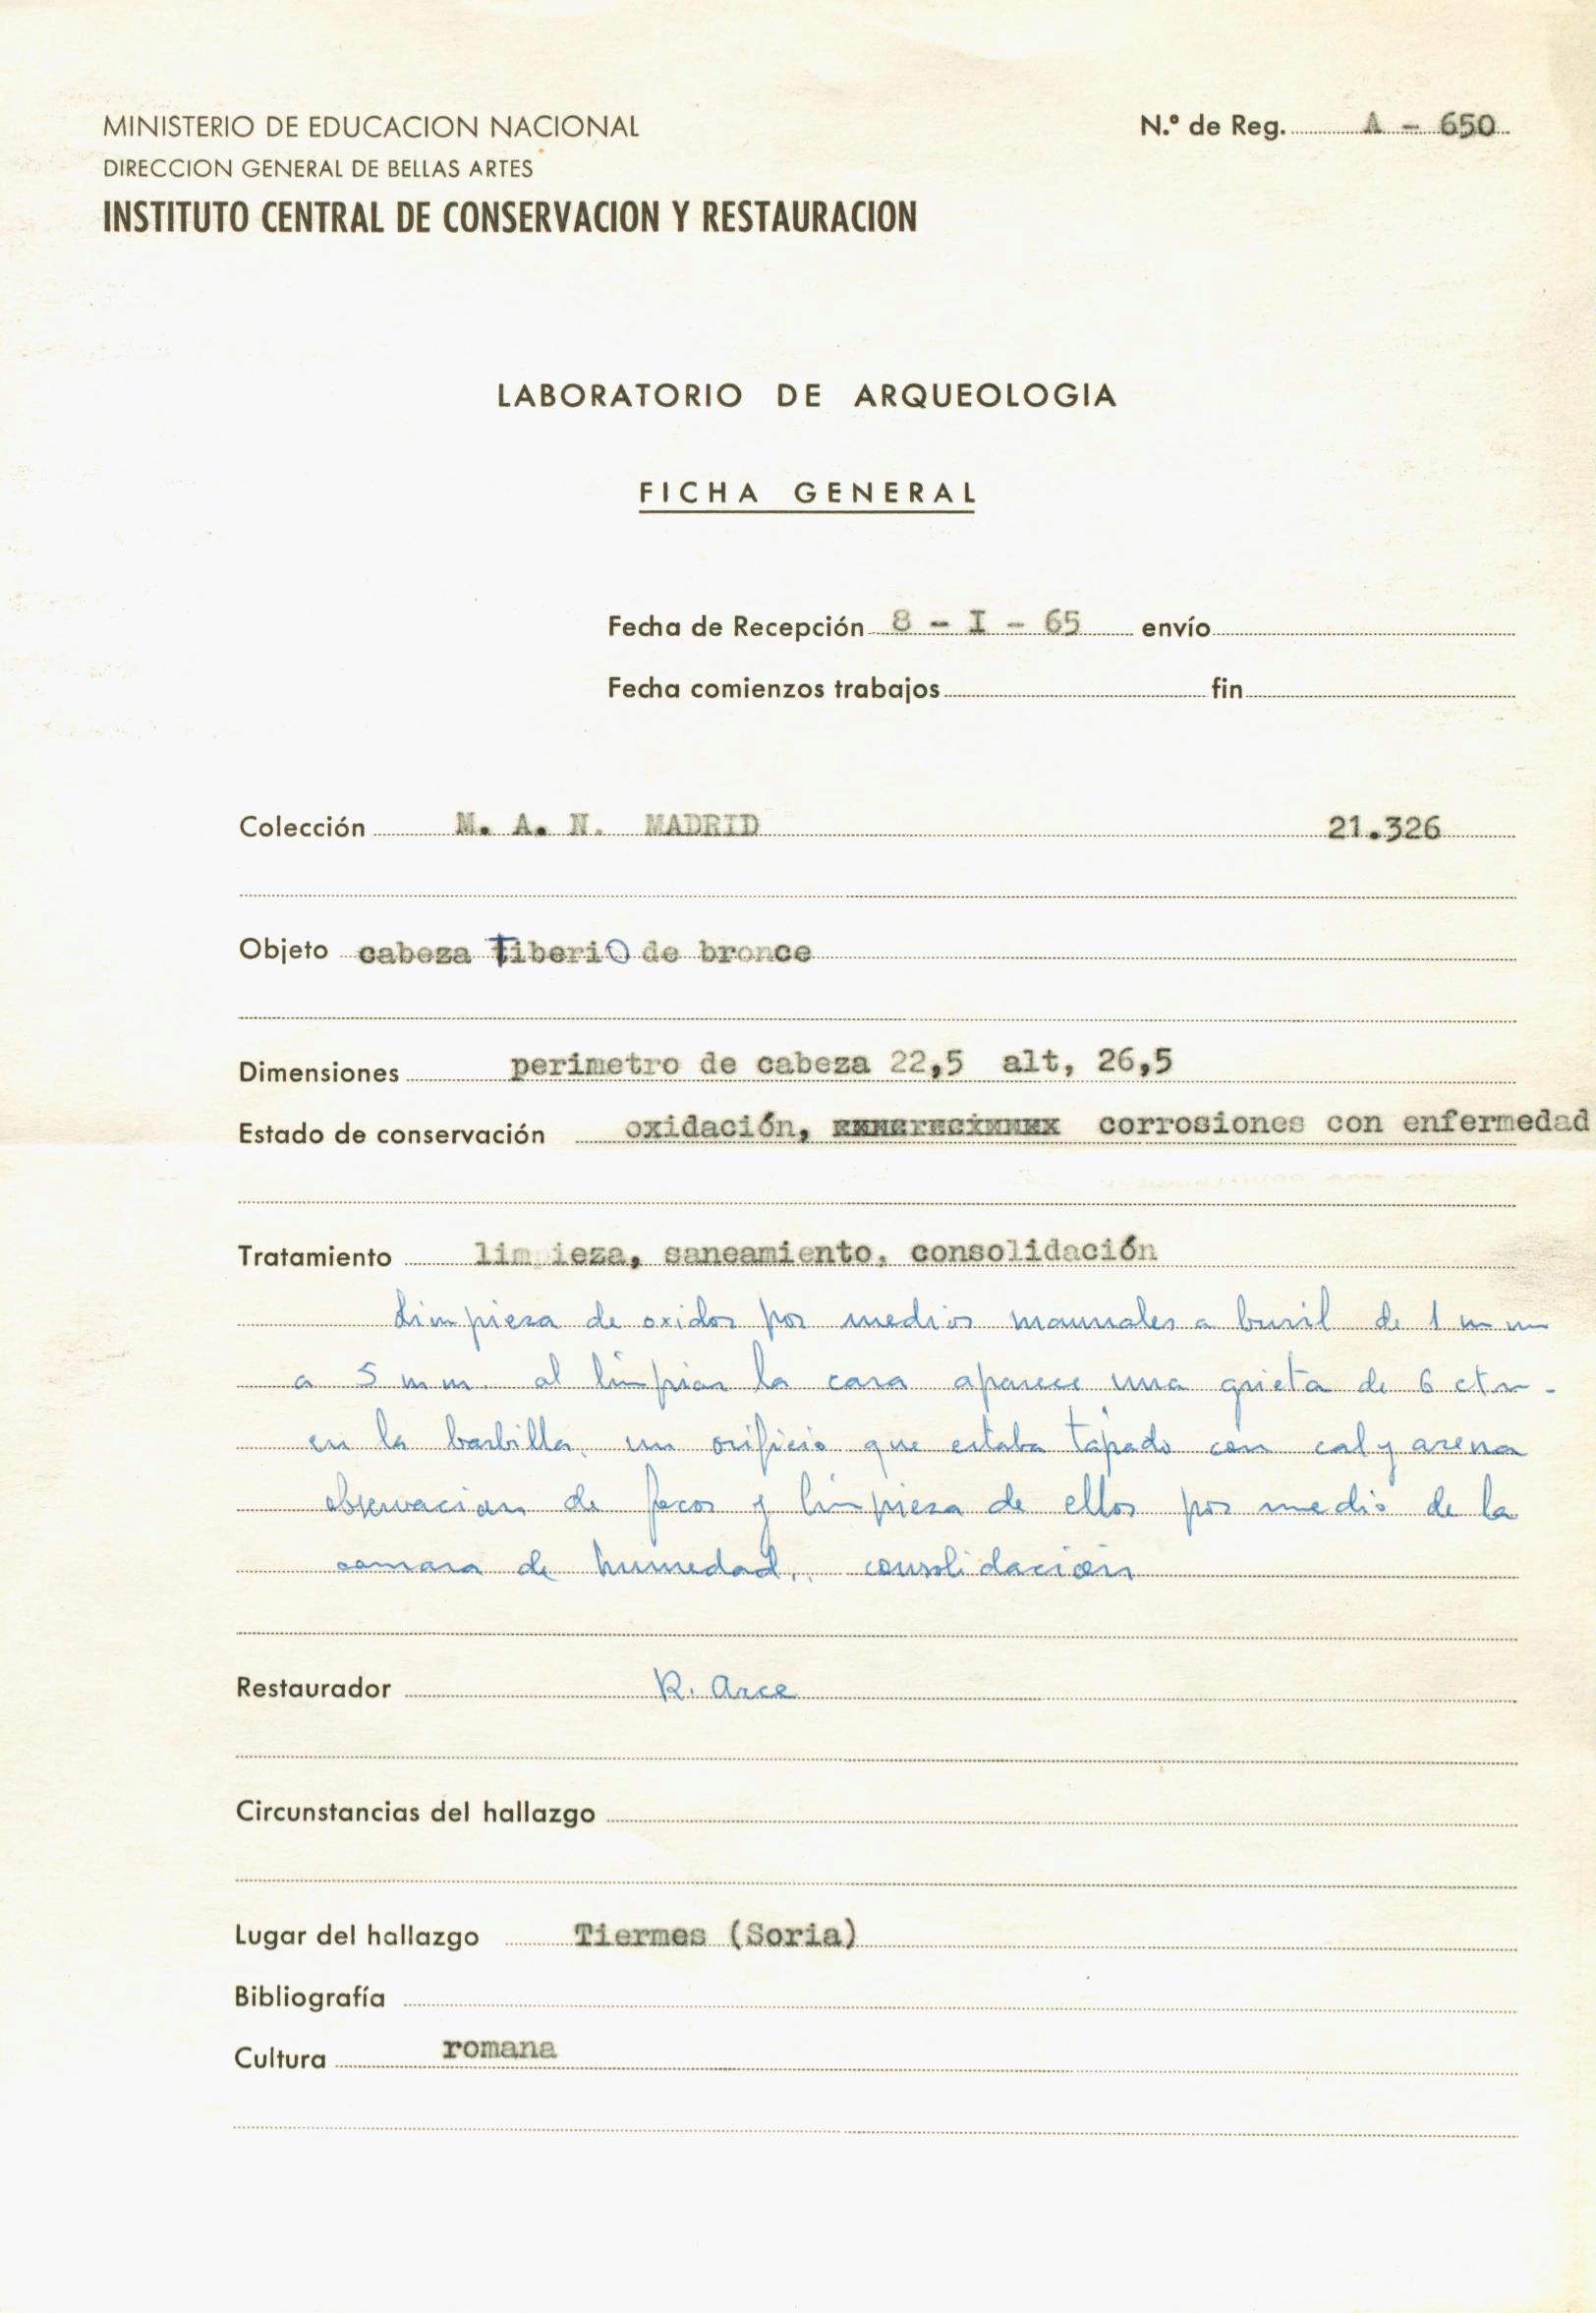 MINISTERIO DE EDUCACION NACIONAL
DIRECCION GENERAL DE BELLAS ARTES
INSTITUTO CENTRAL DE CONSERVACION Y RESTAURACION
N.º de Reg. A - 650
LABORATORIO DE ARQUEOLOGIA
FICHA GENERAL
Fecha de Recepción 8 - I - 65 envío
Fecha comienzos trabajos fin
Colección M. A. N. MADRID 21.326
Objeto cabeza TiberiO de bronce
Dimensiones perimetro de cabeza 22,5 alt, 26,5
Estado de conservación oxidación, corrosiones con enfermedad
Tratamiento limpieza, saneamiento, consolidación
Limpieza de oxidos por medios manuales a buril de 1 m m
a 5 m m. al limpiar la cara aparece una grieta de 6 ctm.
en la barbilla, un orificio que estaba tapado con cal y arena
observacion de focos y limpieza de ellos por medio de la
camara de humedad, consolidación
Restaurador R. Arce
Circunstancias del hallazgo
Lugar del hallazgo Tiermes (Soria)
Bibliografía
Cultura romana